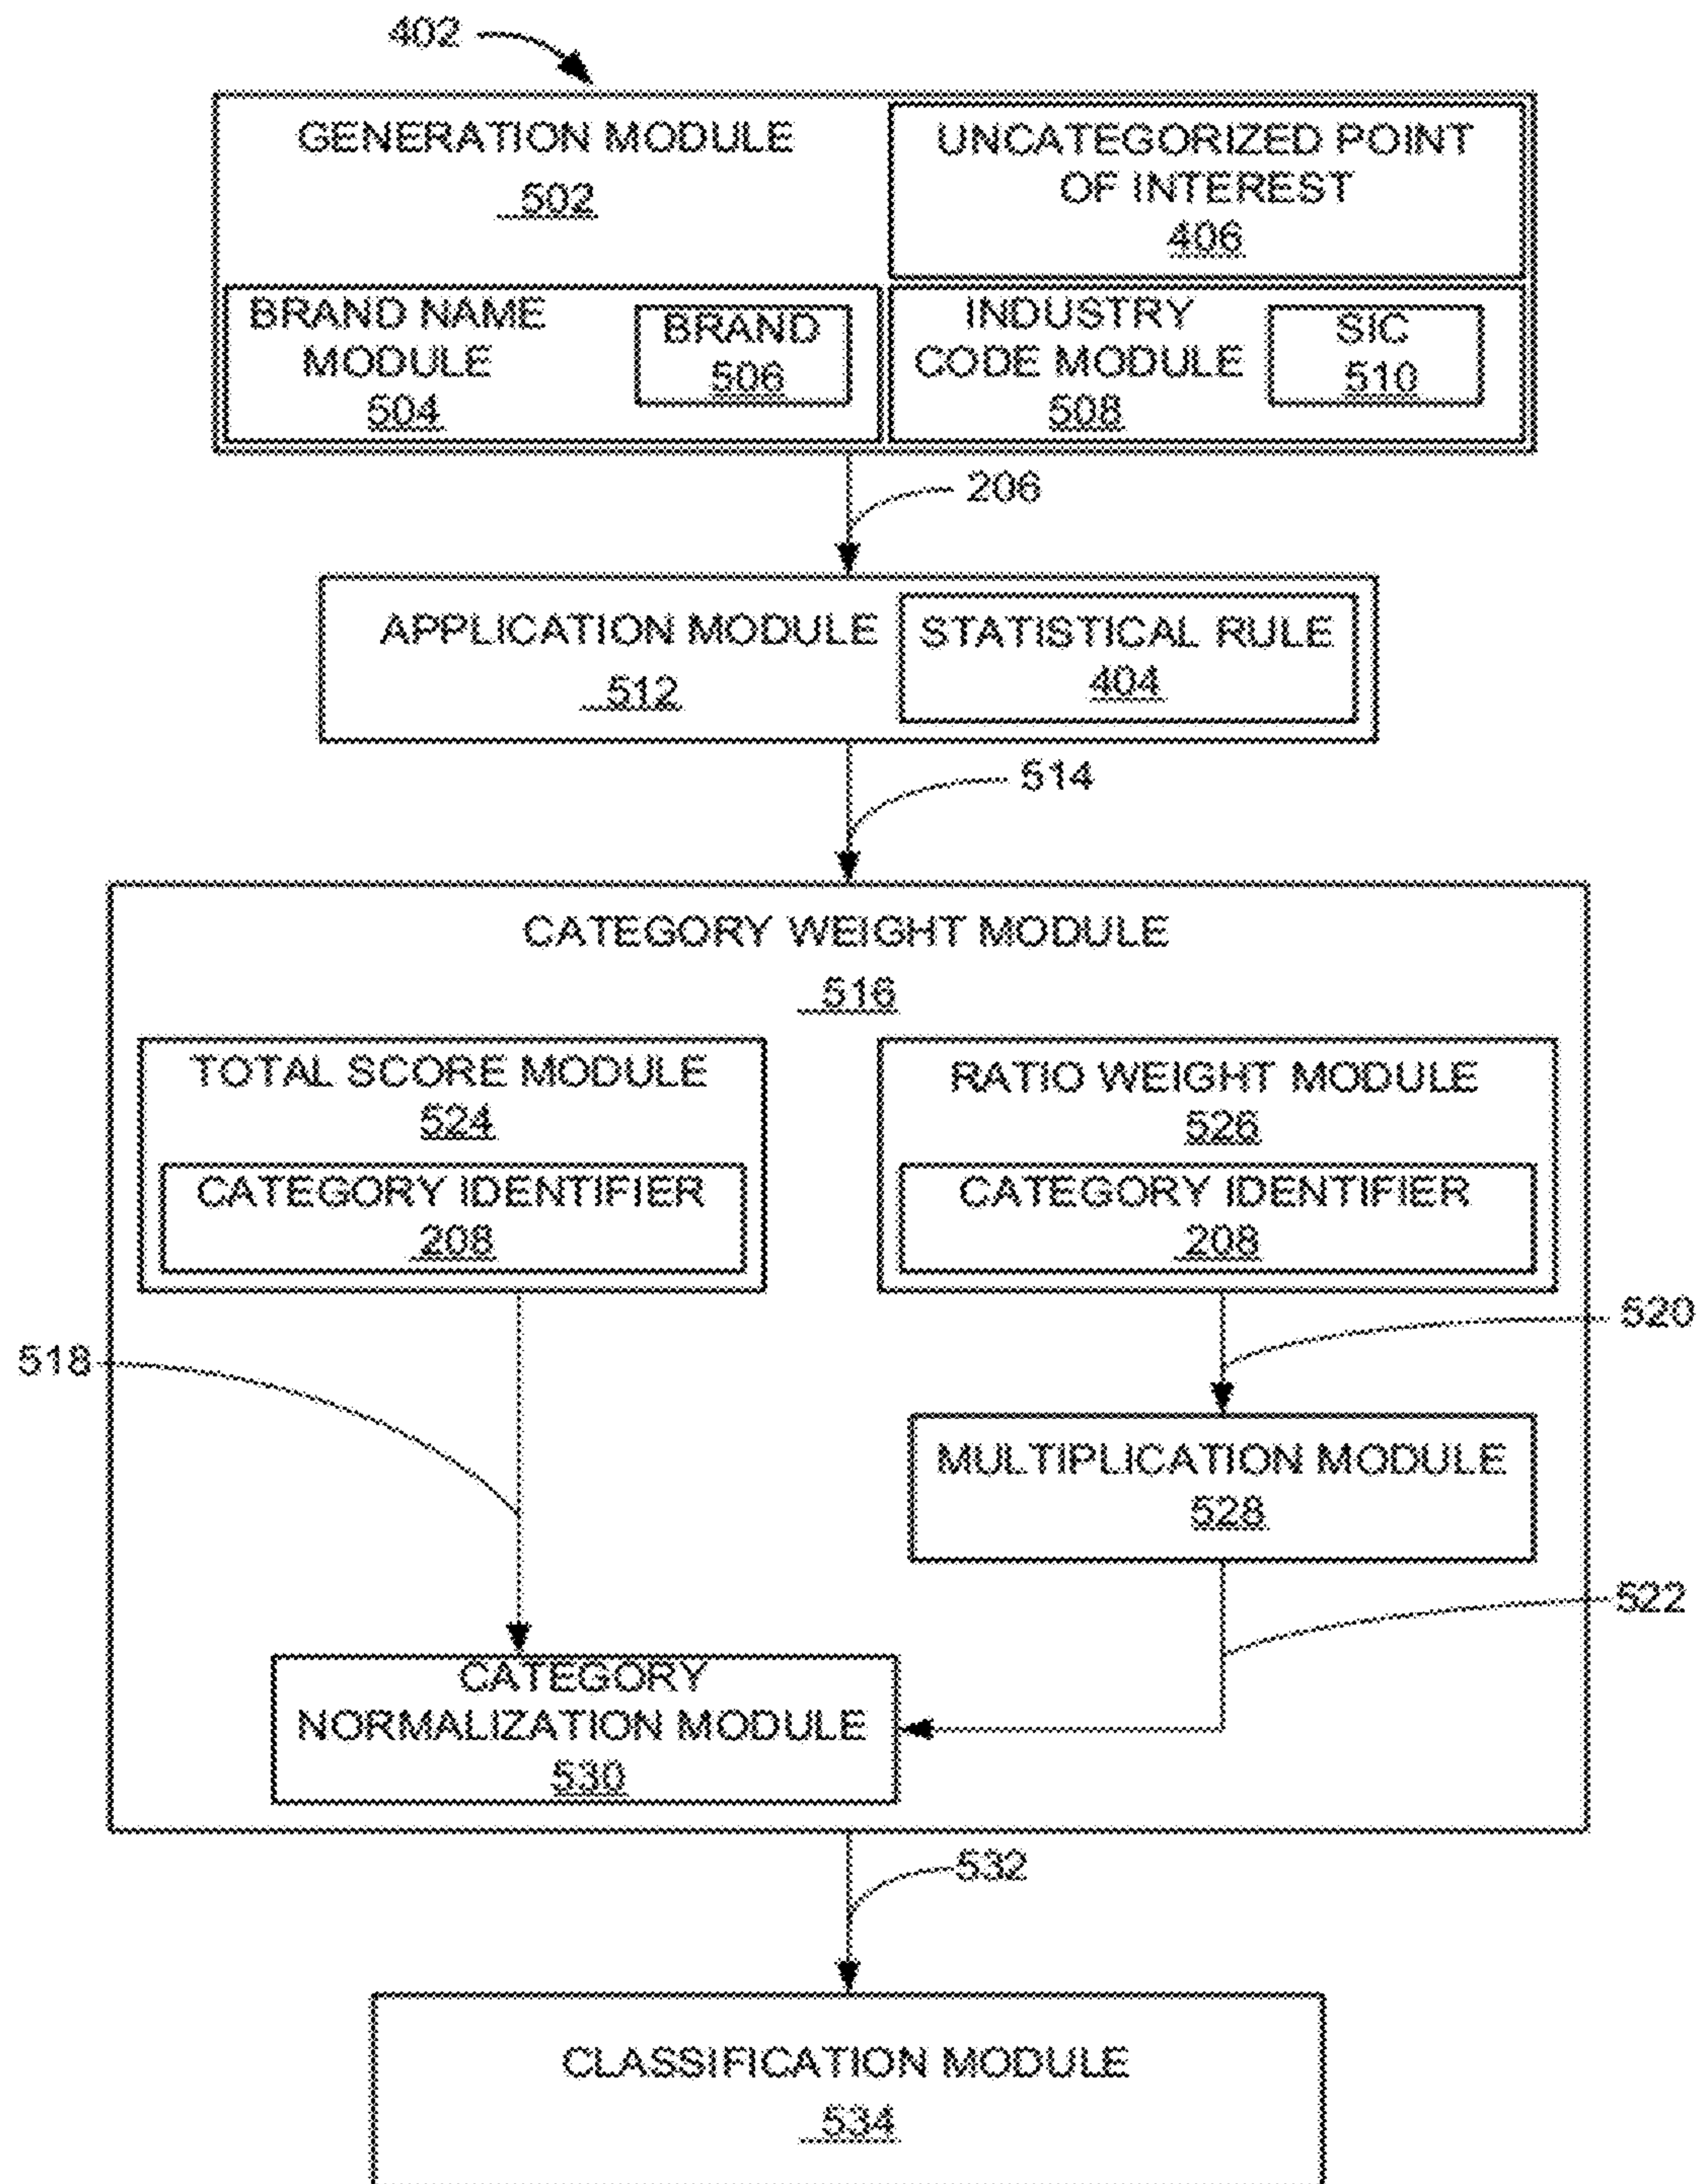 402
GENERATION MODULE
502
UNCATEGORIZED POINT
OF INTEREST
406
BRAND NAME
MODULE
504
BRAND
506
INDUSTRY
CODE MODULE
508
SIC
510
206
APPLICATION MODULE
512
STATISTICAL RULE
404
514
CATEGORY WEIGHT MODULE
516
TOTAL SCORE MODULE
524
CATEGORY IDENTIFIER
208
RATIO WEIGHT MODULE
526
CATEGORY IDENTIFIER
208
520
518
MULTIPLICATION MODULE
528
522
CATEGORY
NORMALIZATION MODULE
530
532
CLASSIFICATION MODULE
534